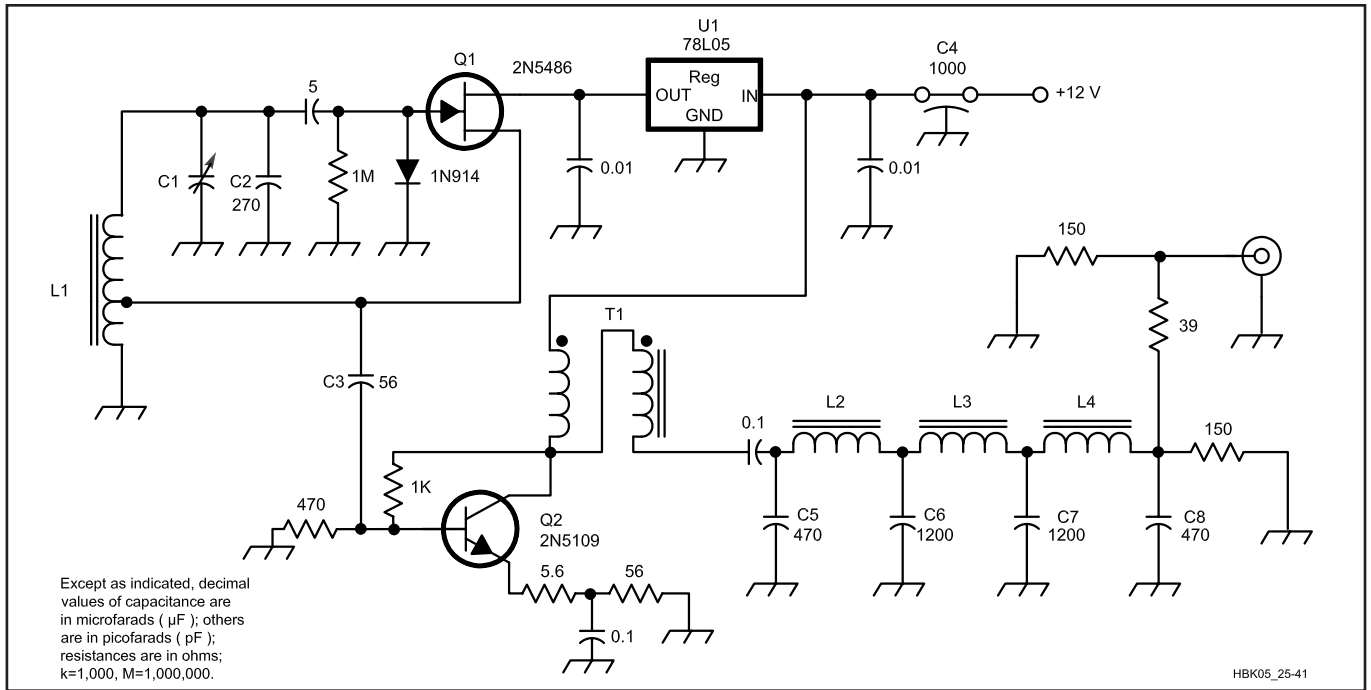 U1
78L05
Q1
2N5486
C4
1000
5
Reg
OUT
IN
GND
+12 V
C1
C2
270
1M
1N914
0.01
0.01
150
L1
T1
39
C3
56
0.1
L2
L3
L4
150
1K
470
Q2
2N5109
C5
470
C6
1200
C7
1200
C8
470
5.6
56
0.1
Except as indicated, decimal
values of capacitance are
in microfarads ( µF ); others
are in picofarads ( pF );
resistances are in ohms;
k=1,000, M=1,000,000.
HBK05_25-41